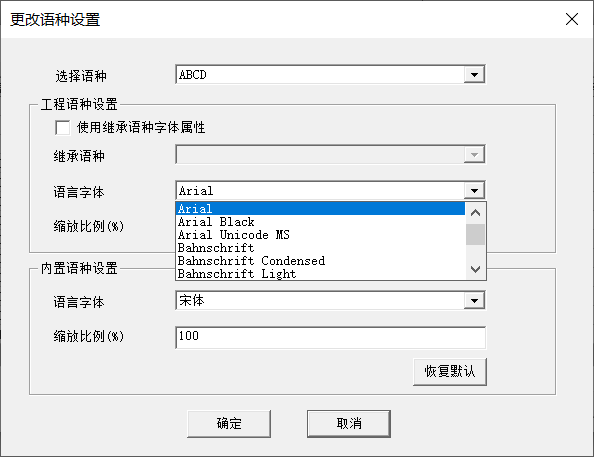 更改语种设置
选择语种 ABCD
工程语种设置
使用继承语种字体属性
继承语种
语言字体 Arial
Arial
缩放比例(%)
Arial Black
Arial Unicode MS
Bahnschrift
Bahnschrift Condensed
Bahnschrift Light
内置语种设置
语言字体 宋体
缩放比例(%) 100
恢复默认
确定 取消